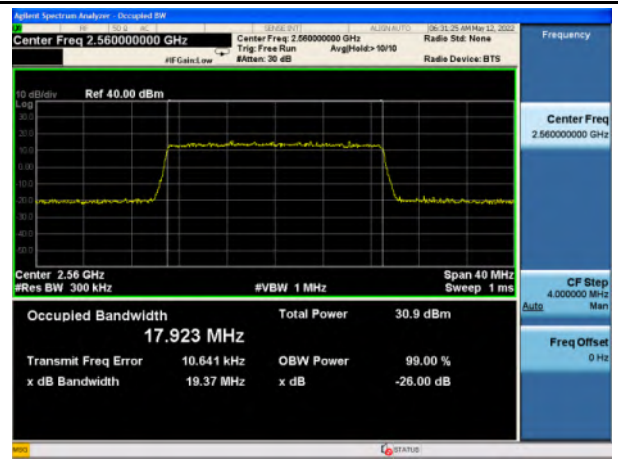 Agilent Spectrum Analyzer - Occupied BW
RF 50 Ω AC SENSE:INT ALIGN AUTO 06:31:25 AM May 12, 2022
Center Freq 2.560000000 GHz Center Freq: 2.560000000 GHz Radio Std: None Frequency
Trig: Free Run Avg|Hold:> 10/10
#IFGain:Low #Atten: 30 dB Radio Device: BTS
10 dB/div Ref 40.00 dBm
Log
30.0
20.0
10.0
0.00
-10.0
-20.0
-30.0
-40.0
-50.0
Center Freq
2.560000000 GHz
Center 2.56 GHz Span 40 MHz
#Res BW 300 kHz #VBW 1 MHz Sweep 1 ms
CF Step
4.000000 MHz
Auto Man
Occupied Bandwidth Total Power 30.9 dBm
17.923 MHz
Freq Offset
0 Hz
Transmit Freq Error 10.641 kHz OBW Power 99.00 %
x dB Bandwidth 19.37 MHz x dB -26.00 dB
MSG STATUS